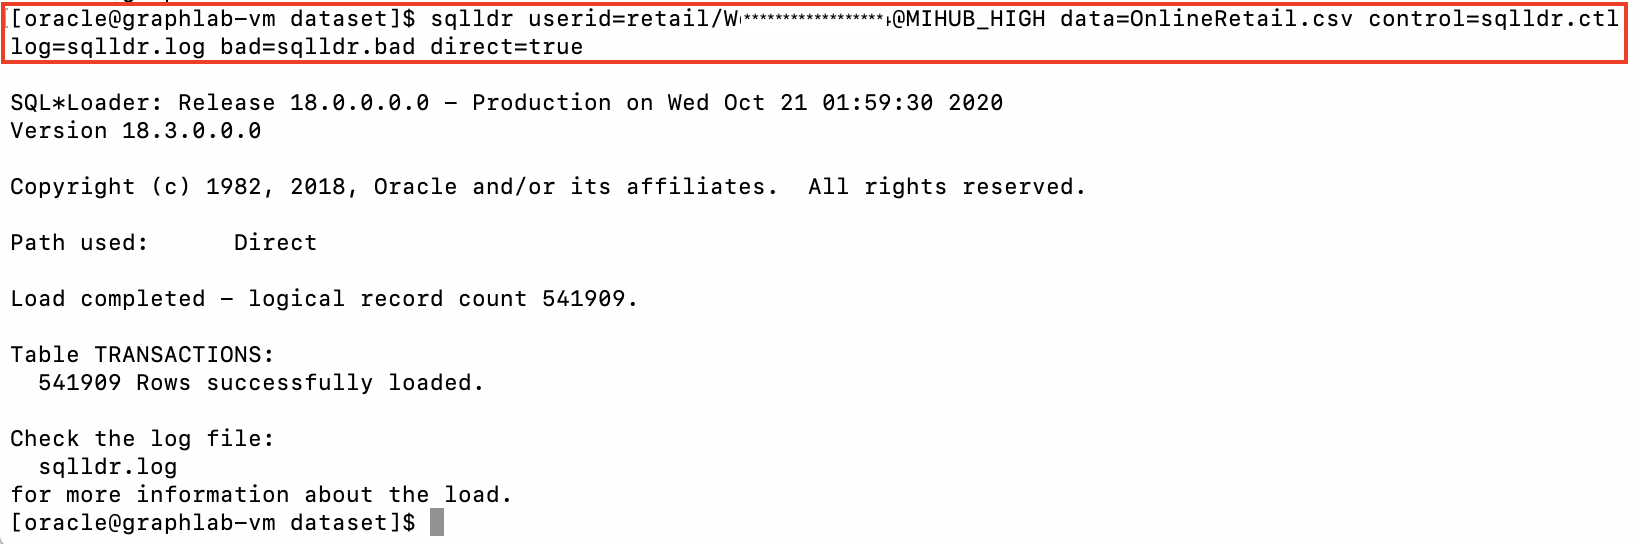 [oracle@graphlab-vm dataset]$ sqlldr userid=retail/W******************@MIHUB_HIGH data=OnlineRetail.csv control=sqlldr.ctl
log=sqlldr.log bad=sqlldr.bad direct=true
SQL*Loader: Release 18.0.0.0.0 - Production on Wed Oct 21 01:59:30 2020
Version 18.3.0.0.0
Copyright (c) 1982, 2018, Oracle and/or its affiliates.  All rights reserved.
Path used:      Direct
Load completed - logical record count 541909.
Table TRANSACTIONS:
  541909 Rows successfully loaded.
Check the log file:
  sqlldr.log
for more information about the load.
[oracle@graphlab-vm dataset]$